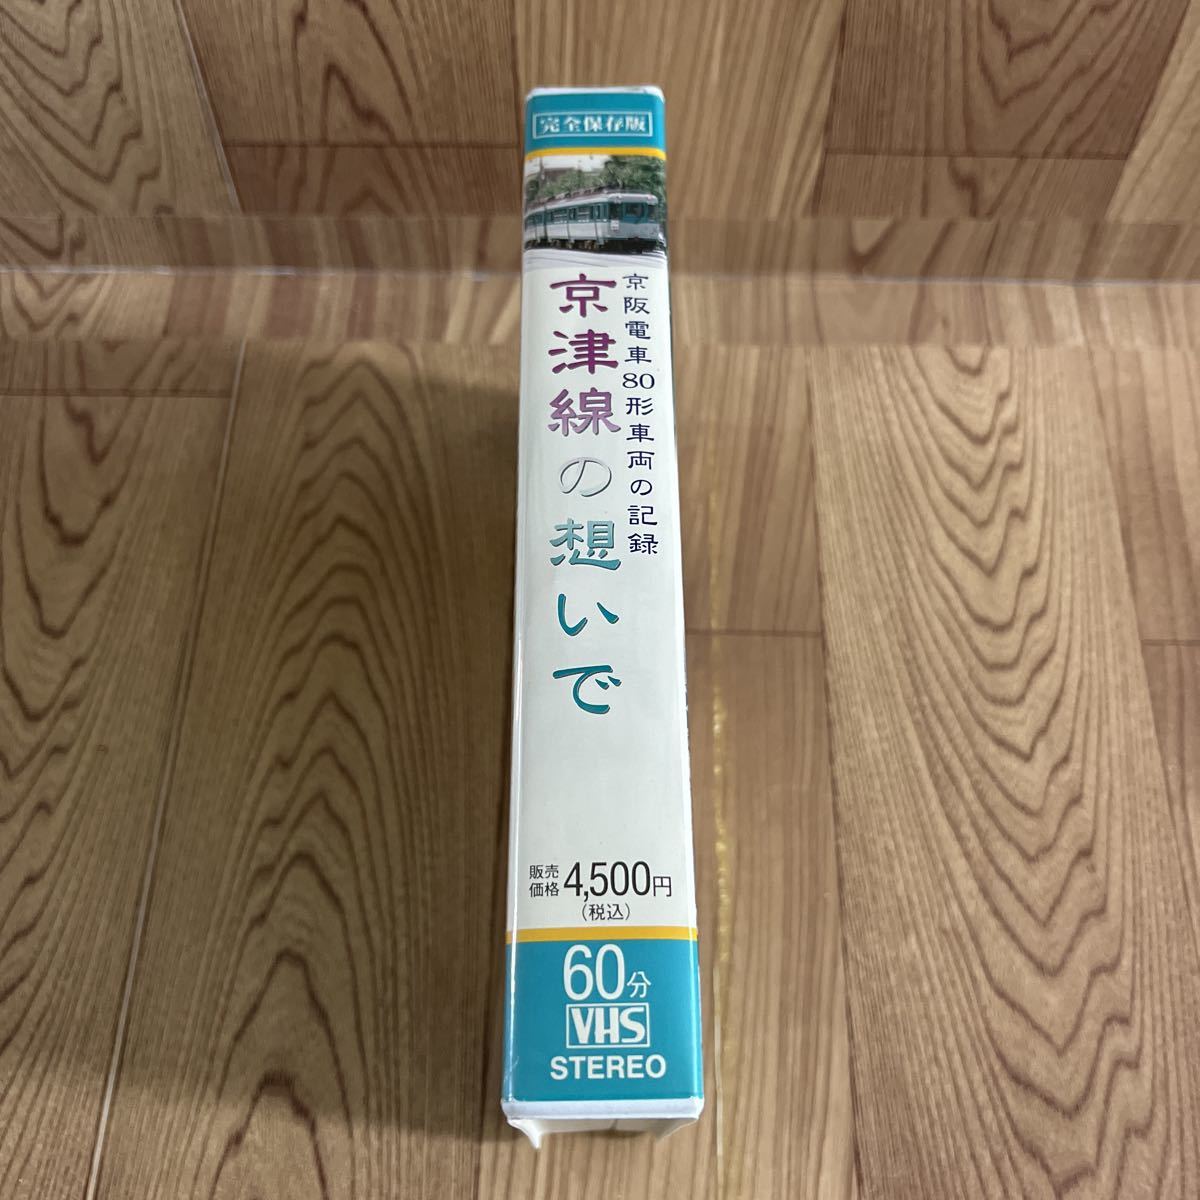 完全保存版
京阪電車80形車両の記録
京津線の想いで
販売
価格 4,500円
(税込)
60分
VHS
STEREO